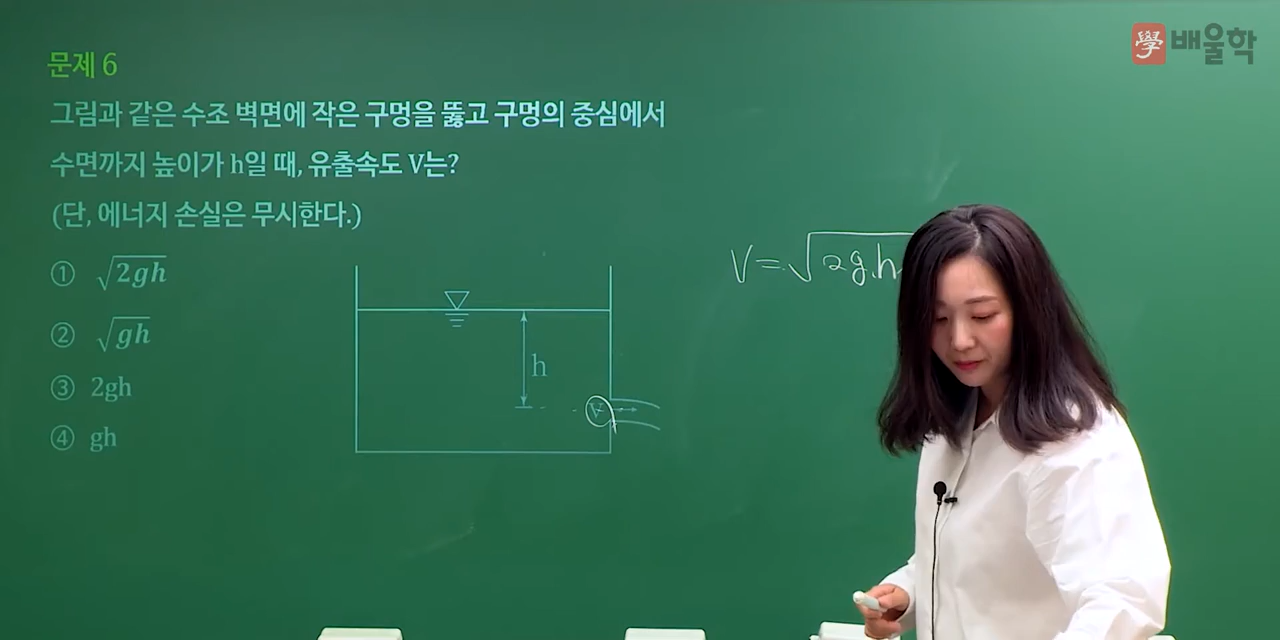 學 배울학
문제 6
그림과 같은 수조 벽면에 작은 구멍을 뚫고 구멍의 중심에서
수면까지 높이가 h일 때, 유출속도 V는?
(단, 에너지 손실은 무시한다.)
① √2gh
② √gh
③ 2gh
④ gh
h
V
V=√2gh